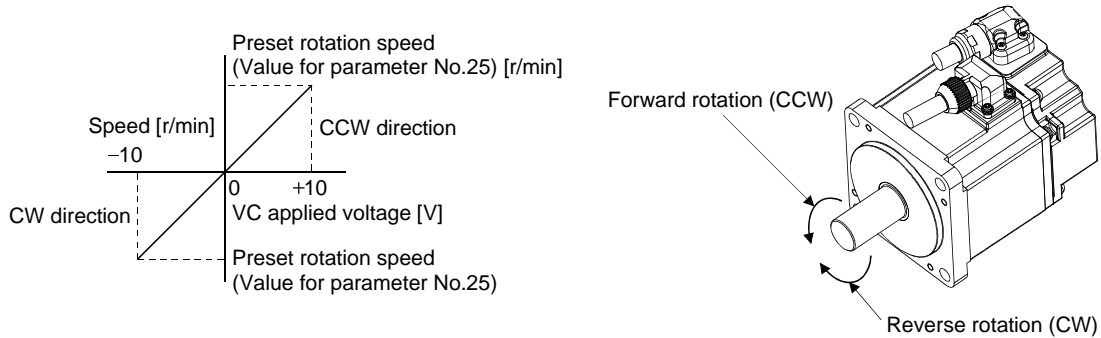 Preset rotation speed
(Value for parameter No.25) [r/min]
Speed [r/min]
CCW direction
−10
0
+10
CW direction
VC applied voltage [V]
Preset rotation speed
(Value for parameter No.25)
Forward rotation (CCW)
Reverse rotation (CW)